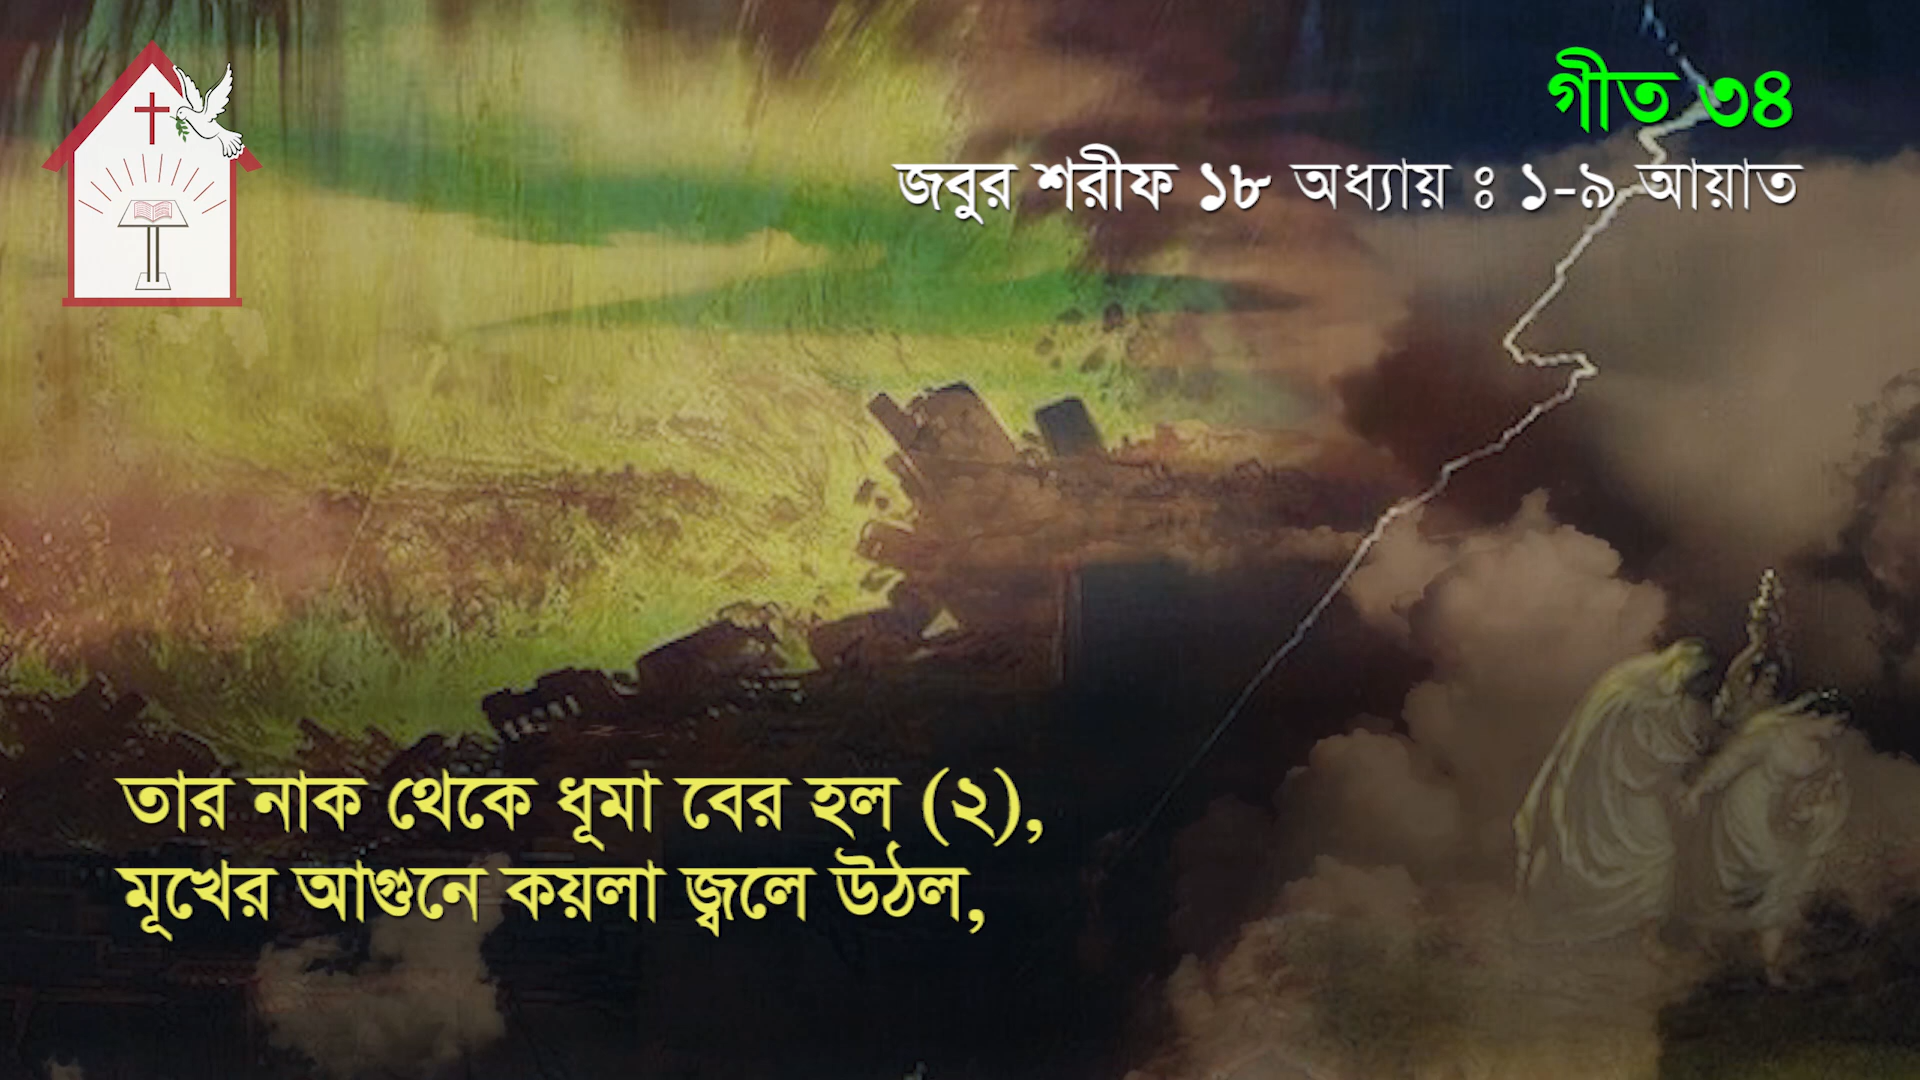 গীত ৩৪
জবুর শরীফ ১৮ অধ্যায় ঃ ১-৯ আয়াত
তার নাক থেকে ধূমা বের হল (২),
মূখের আগুনে কয়লা জ্বলে উঠল,